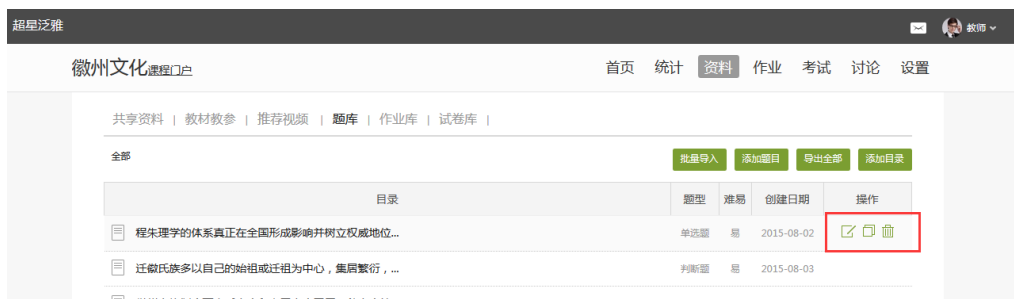 超星泛雅
教师
徽州文化课程门户 首页 统计 资料 作业 考试 讨论 设置
共享资料 | 教材教参 | 推荐视频 | 题库 | 作业库 | 试卷库 |
全部 批量导入 添加题目 导出全部 添加目录
目录 题型 难易 创建日期 操作
程朱理学的体系真正在全国形成影响并树立权威地位... 单选题 易 2015-08-02
迁徽氏族多以自己的始祖或迁祖为中心，集居繁衍，... 判断题 易 2015-08-03